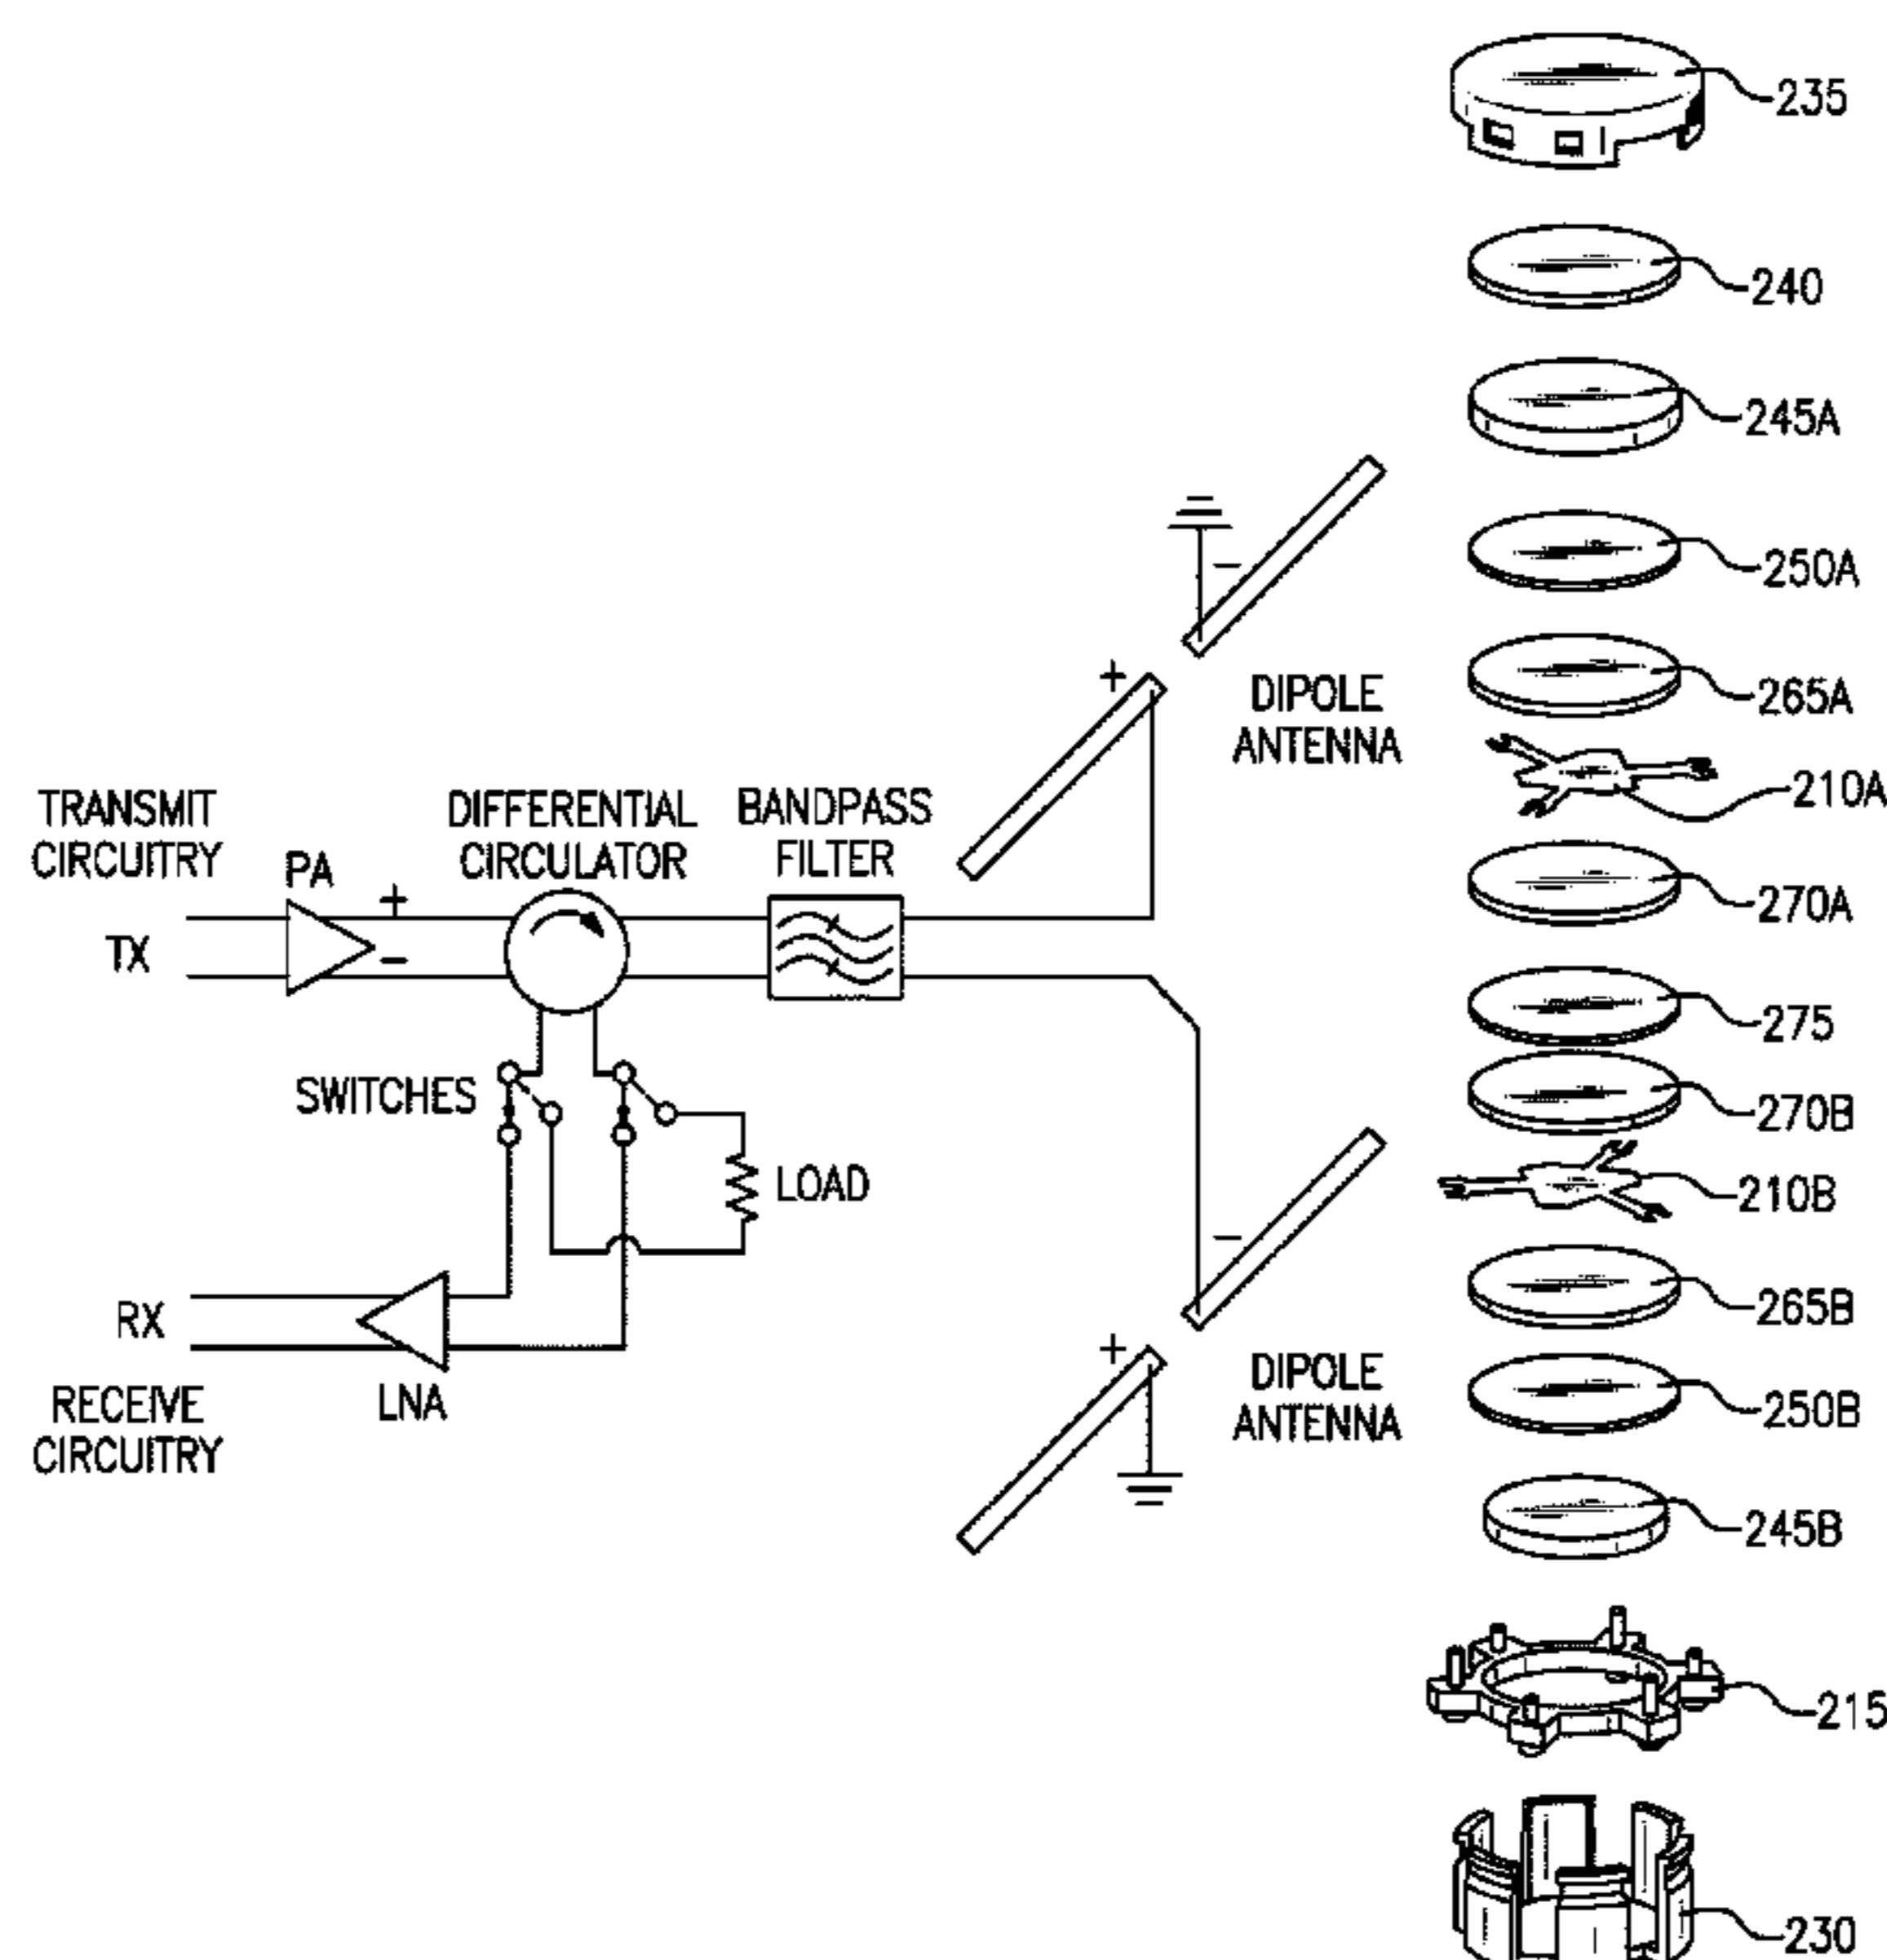 TRANSMIT
CIRCUITRY
PA
DIFFERENTIAL
CIRCULATOR
BANDPASS
FILTER
TX
+
−
SWITCHES
LOAD
RX
LNA
RECEIVE
CIRCUITRY
−
+
DIPOLE
ANTENNA
−
+
DIPOLE
ANTENNA
235
240
245A
250A
265A
210A
270A
275
270B
210B
265B
250B
245B
215
230